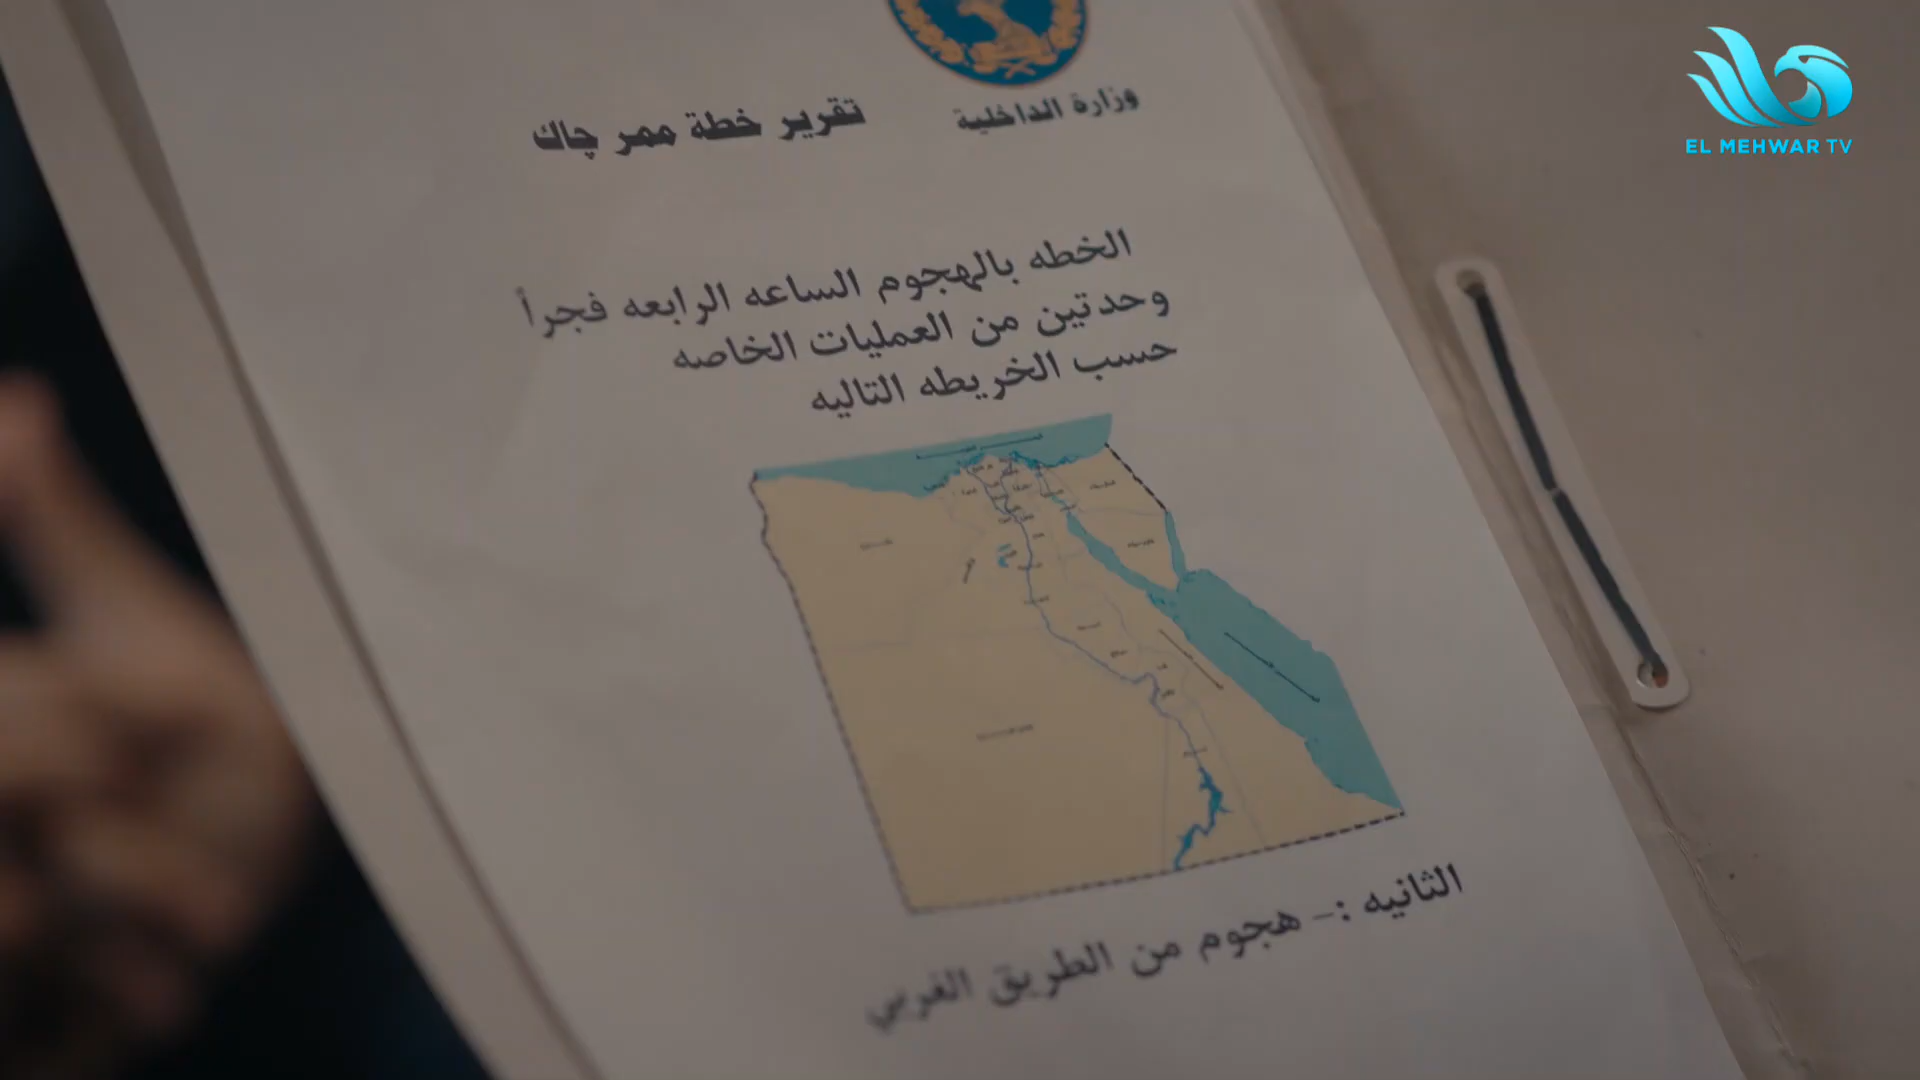 EL MEHWAR TV
وزارة الداخلية
تقرير خطة ممر چاك
الخطه بالهجوم الساعه الرابعه فجراً
وحدتين من العمليات الخاصه
حسب الخريطه التاليه
الثانيه :- هجوم من الطريق الغربي